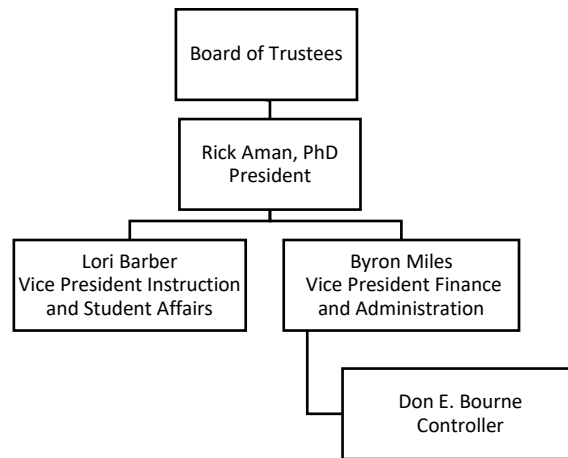 Board of Trustees
Rick Aman, PhD
President
Lori Barber
Vice President Instruction
and Student Affairs
Byron Miles
Vice President Finance
and Administration
Don E. Bourne
Controller